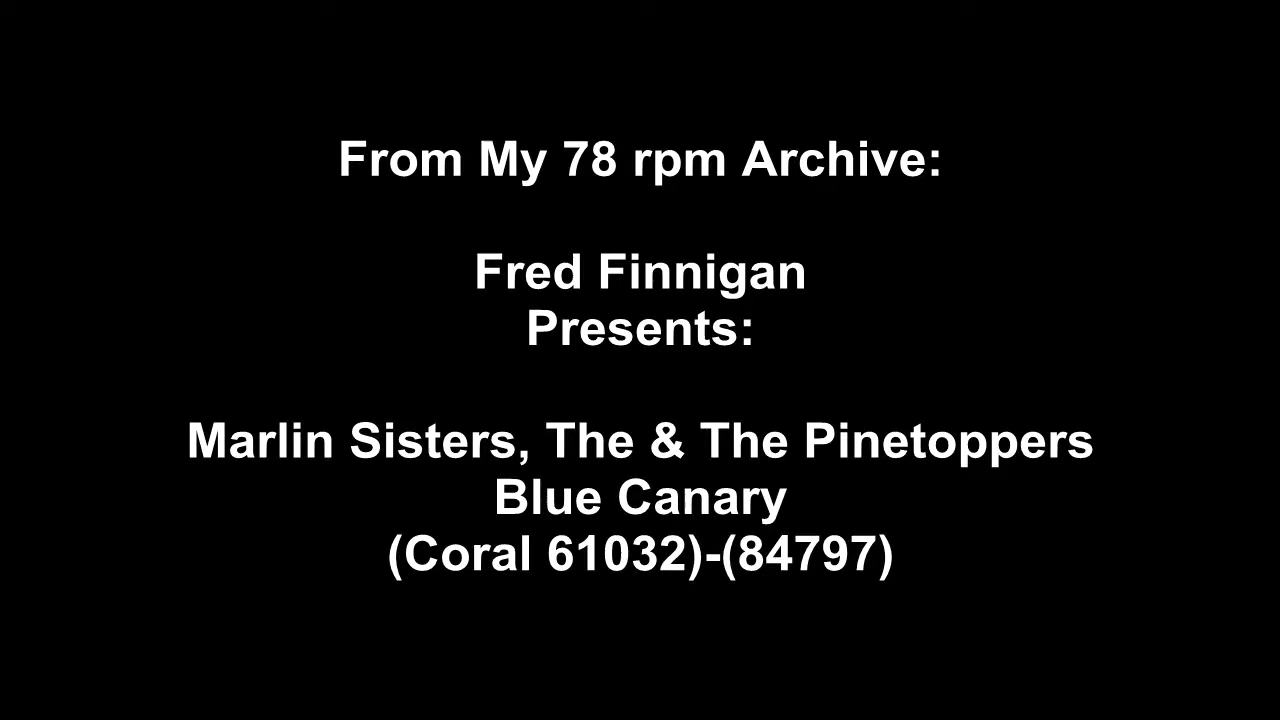 From My 78 rpm Archive:
Fred Finnigan
Presents:
Marlin Sisters, The & The Pinetoppers
Blue Canary
(Coral 61032)-(84797)